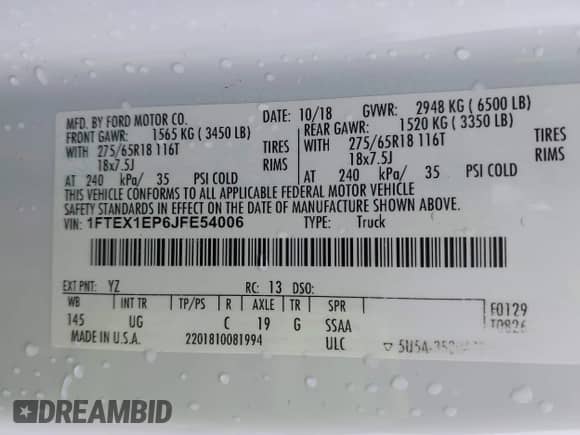 MFD. BY FORD MOTOR CO.
DATE: 10/18 GVWR: 2948 KG ( 6500 LB)
FRONT GAWR: 1565 KG ( 3450 LB)
REAR GAWR: 1520 KG ( 3350 LB)
WITH 275/65R18 116T TIRES
WITH 275/65R18 116T TIRES
18x7.5J RIMS
18x7.5J RIMS
AT 240 kPa/ 35 PSI COLD
AT 240 kPa/ 35 PSI COLD
THIS VEHICLE CONFORMS TO ALL APPLICABLE FEDERAL MOTOR VEHICLE
SAFETY STANDARDS IN EFFECT ON THE DATE OF MANUFACTURE SHOWN ABOVE.
VIN: 1FTEX1EP6JFE54006 TYPE: Truck
EXT PNT: YZ RC: 13 DSO:
WB INT TR TP/PS R AXLE TR SPR
145 UG C 19 G SSAA
F0129
T0826
MADE IN U.S.A. 2201810081994 ULC
DREAMBID